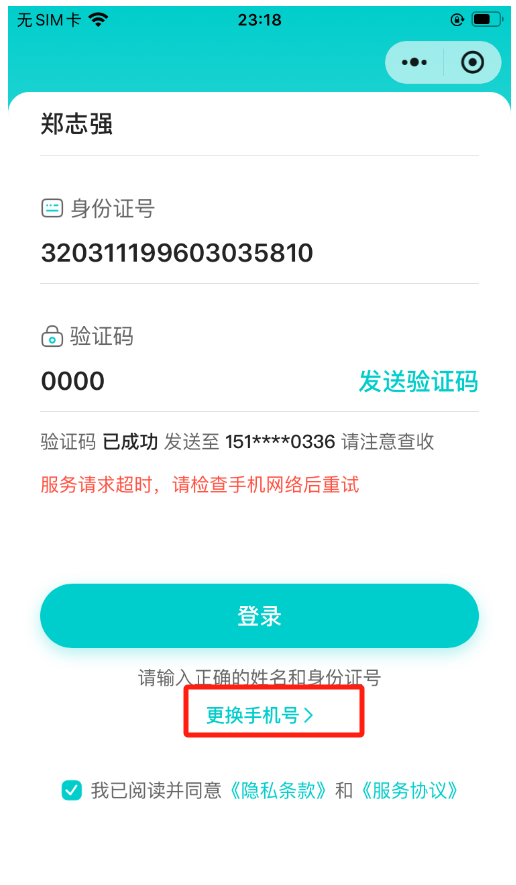 无SIM卡 23:18
郑志强
身份证号
320311199603035810
验证码
0000 发送验证码
验证码 已成功 发送至 151****0336 请注意查收
服务请求超时，请检查手机网络后重试
登录
请输入正确的姓名和身份证号
更换手机号>
我已阅读并同意《隐私条款》和《服务协议》